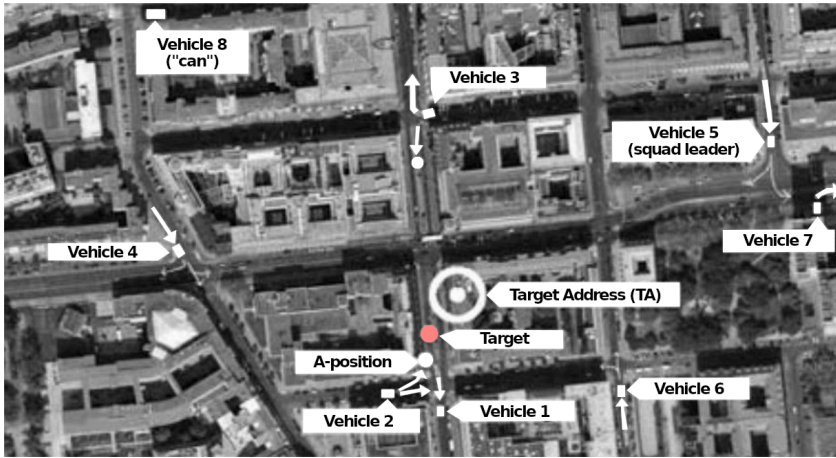 Vehicle 8
("can")
Vehicle 3
Vehicle 5
(squad leader)
Vehicle 4
Vehicle 7
Target Address (TA)
Target
A-position
Vehicle 2
Vehicle 1
Vehicle 6